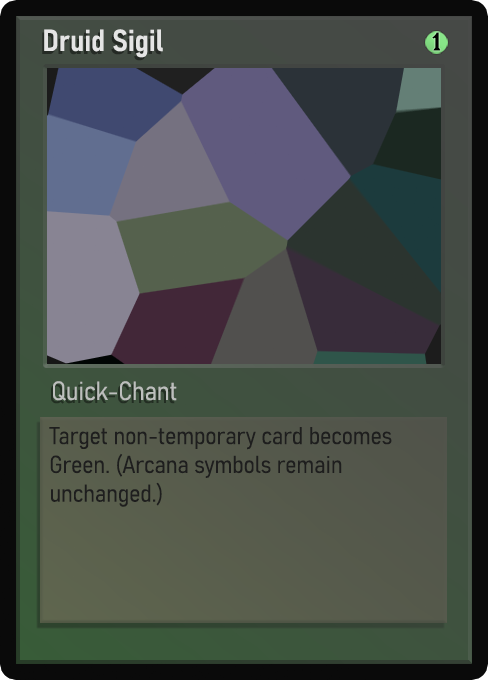 Druid Sigil
1
Quick-Chant
Target non-temporary card becomes
Green. (Arcana symbols remain
unchanged.)